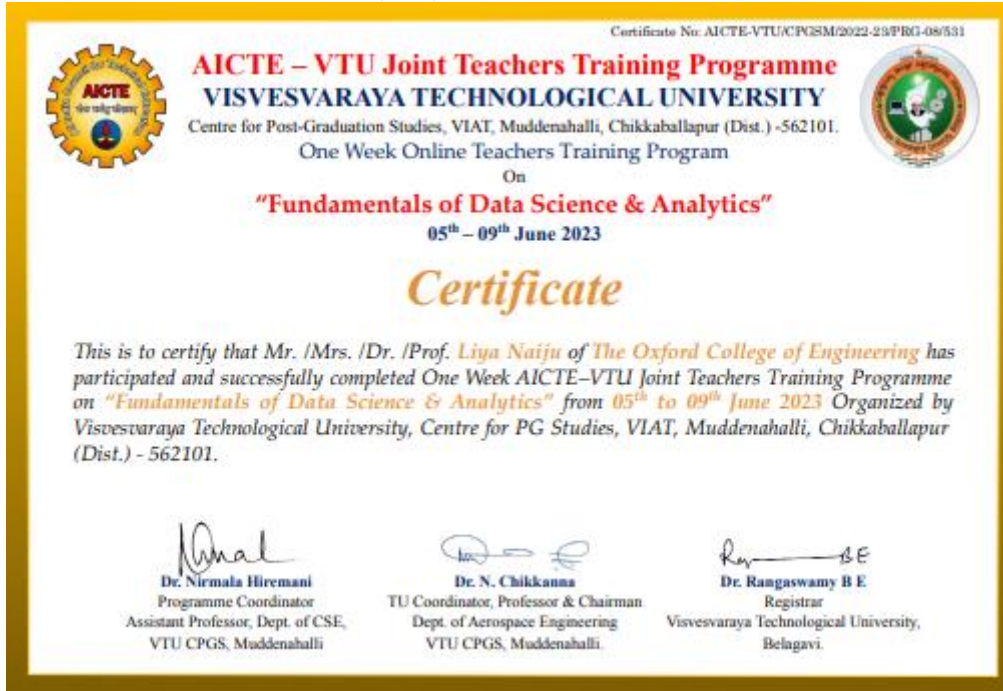 Certificate No: AICTE-VTU/CPGSM/2022-23/PRG-08/531
AICTE – VTU Joint Teachers Training Programme
VISVESVARAYA TECHNOLOGICAL UNIVERSITY
Centre for Post-Graduation Studies, VIAT, Muddenahalli, Chikkaballapur (Dist.) -562101.
One Week Online Teachers Training Program
On
“Fundamentals of Data Science & Analytics”
05th – 09th June 2023
AICTE
Certificate
This is to certify that Mr. /Mrs. /Dr. /Prof. Liya Naiju of The Oxford College of Engineering has
participated and successfully completed One Week AICTE–VTU Joint Teachers Training Programme
on “Fundamentals of Data Science & Analytics” from 05th to 09th June 2023 Organized by
Visvesvaraya Technological University, Centre for PG Studies, VIAT, Muddenahalli, Chikkaballapur
(Dist.) - 562101.
Dr. Nirmala Hiremani
Programme Coordinator
Assistant Professor, Dept. of CSE,
VTU CPGS, Muddenahalli
Dr. N. Chikkanna
TU Coordinator, Professor & Chairman
Dept. of Aerospace Engineering
VTU CPGS, Muddenahalli.
Dr. Rangaswamy B E
Registrar
Visvesvaraya Technological University,
Belagavi.